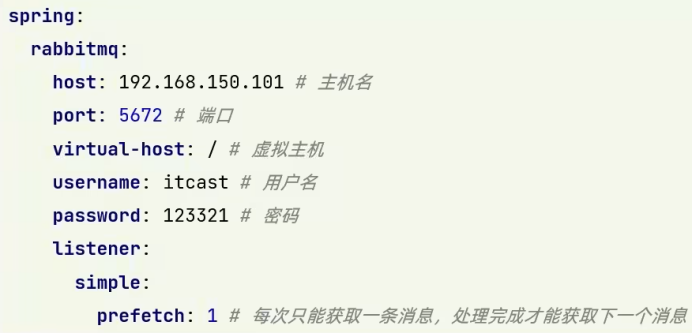 spring:
  rabbitmq:
    host: 192.168.150.101 # 主机名
    port: 5672 # 端口
    virtual-host: / # 虚拟主机
    username: itcast # 用户名
    password: 123321 # 密码
    listener:
      simple:
        prefetch: 1 # 每次只能获取一条消息，处理完成才能获取下一个消息